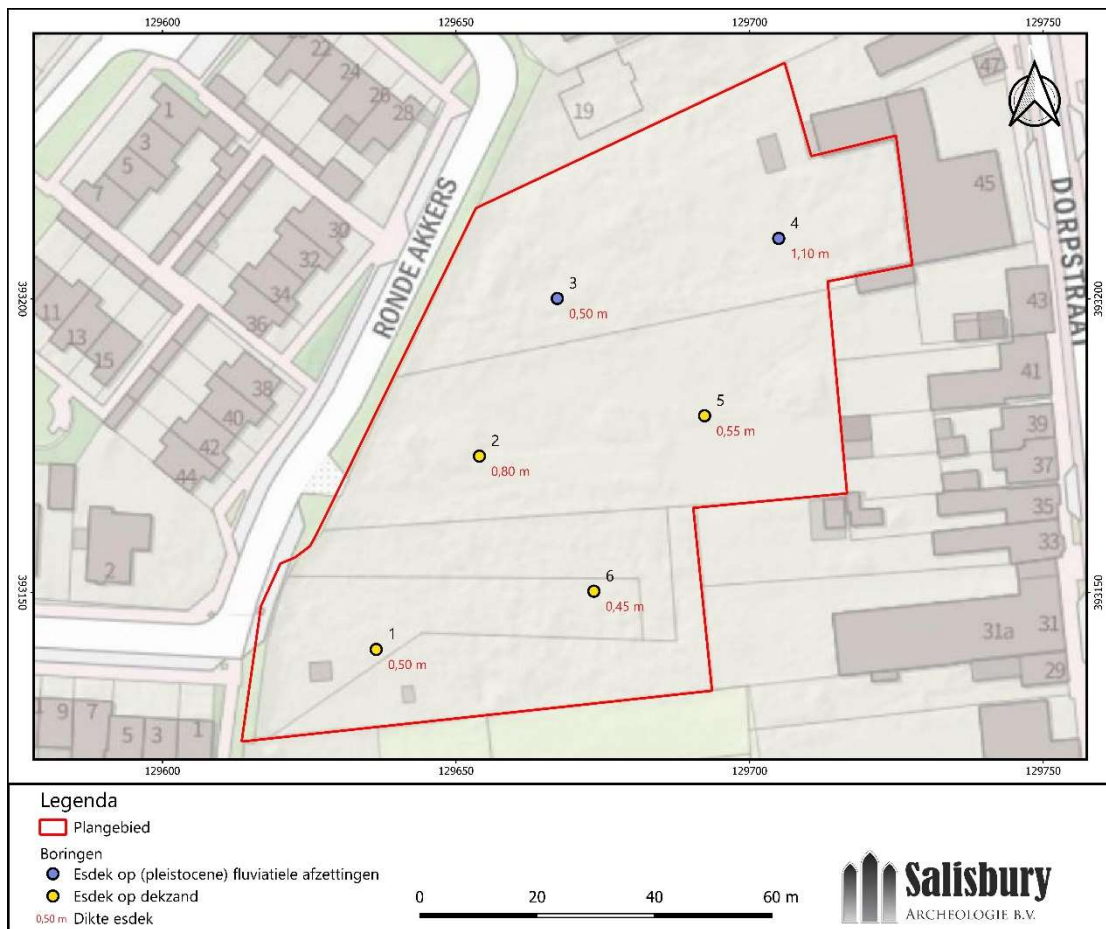 129600 129650 129700 129750
47
22
24
26
28
19
1
3
5
7
45
RONDE AKKERS
DORPSTRAAT
4
1,10 m
30
32
34
36
3
0,50 m
393200
393200
43
11
13
15
41
38
40
42
44
5
0,55 m
39
37
2
0,80 m
35
33
2
6
0,45 m
393150
393150
31a
31
29
1
0,50 m
9
7
5
3
1
129600 129650 129700 129750
Legenda
Plangebied
Boringen
Esdek op (pleistocene) fluviatiele afzettingen
Esdek op dekzand
0,50 m Dikte esdek
0 20 40 60 m
Salisbury
ARCHEOLOGIE B.V.